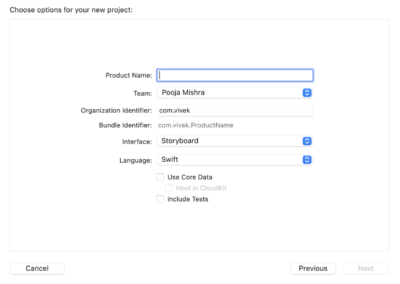 Choose options for your new project:
Product Name:
Team: Pooja Mishra
Organization Identifier: com.vivek
Bundle Identifier: com.vivek.ProductName
Interface: Storyboard
Language: Swift
Use Core Data
Host in CloudKit
Include Tests
Cancel Previous Next